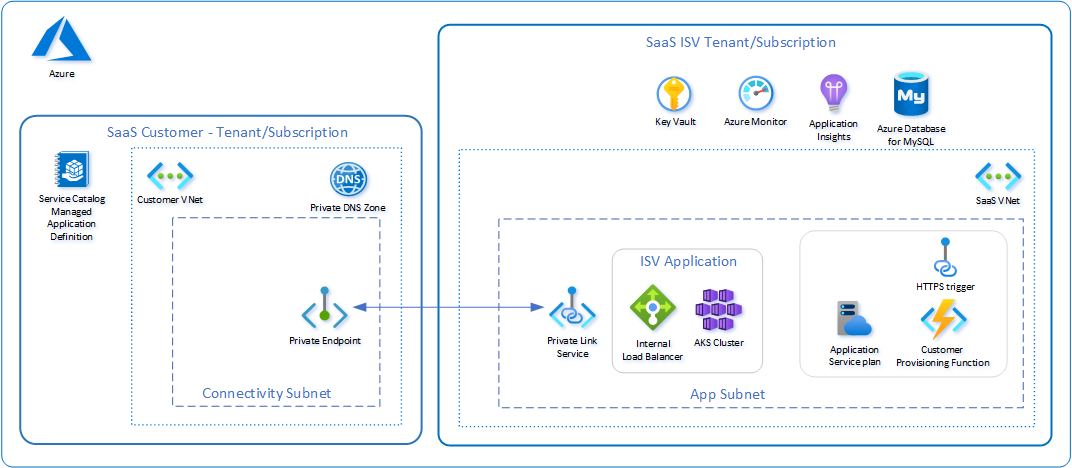 Azure
SaaS ISV Tenant/Subscription
Key Vault
Azure Monitor
Application
Insights
My
Azure Database
for MySQL
SaaS Customer - Tenant/Subscription
Service Catalog
Managed
Application
Definition
Customer VNet
DNS
Private DNS Zone
SaaS VNet
Private Endpoint
Connectivity Subnet
Private Link
Service
ISV Application
Internal
Load Balancer
AKS Cluster
HTTPS trigger
Application
Service plan
Customer
Provisioning Function
App Subnet